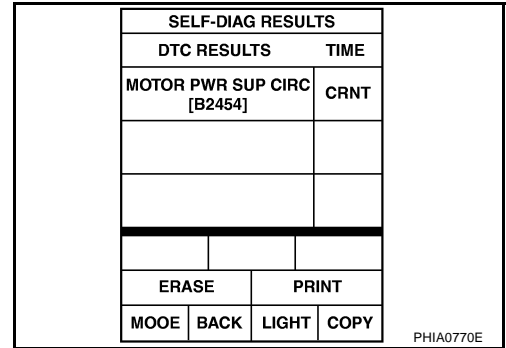 SELF-DIAG RESULTS
DTC RESULTS TIME
MOTOR PWR SUP CIRC CRNT
[B2454]
ERASE PRINT
MOOE BACK LIGHT COPY
PHIA0770E